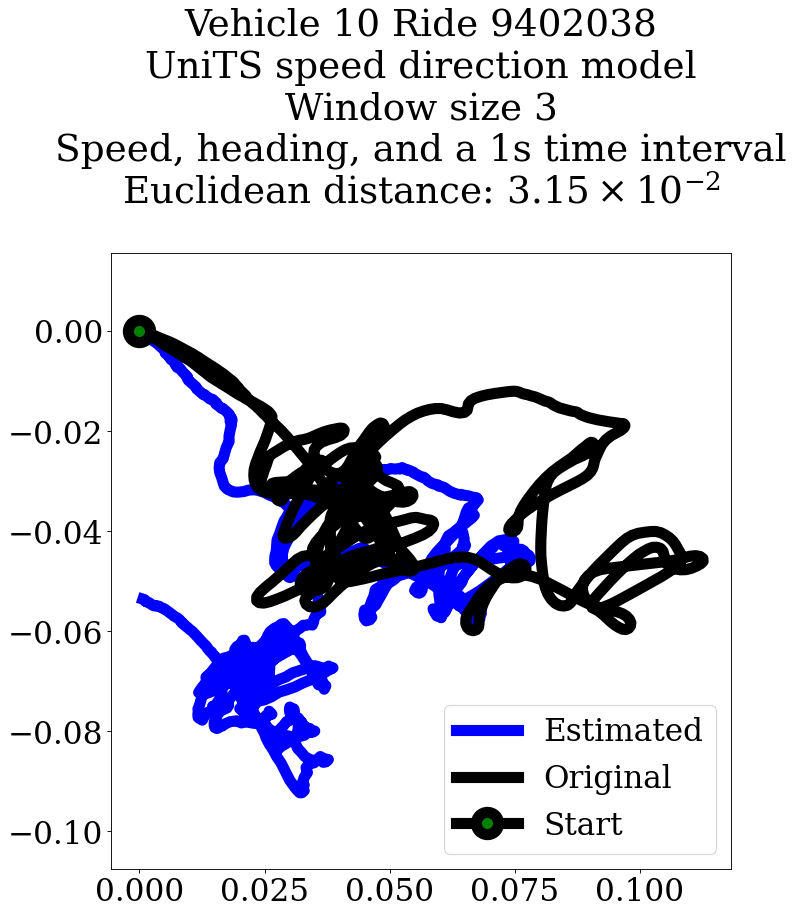 Vehicle 10 Ride 9402038
UniTS speed direction model
Window size 3
Speed, heading, and a 1s time interval
Euclidean distance: $3.15 × 10^{-2}$
0.00
−0.02
−0.04
−0.06
−0.08
−0.10
0.000 0.025 0.050 0.075 0.100
Estimated
Original
Start